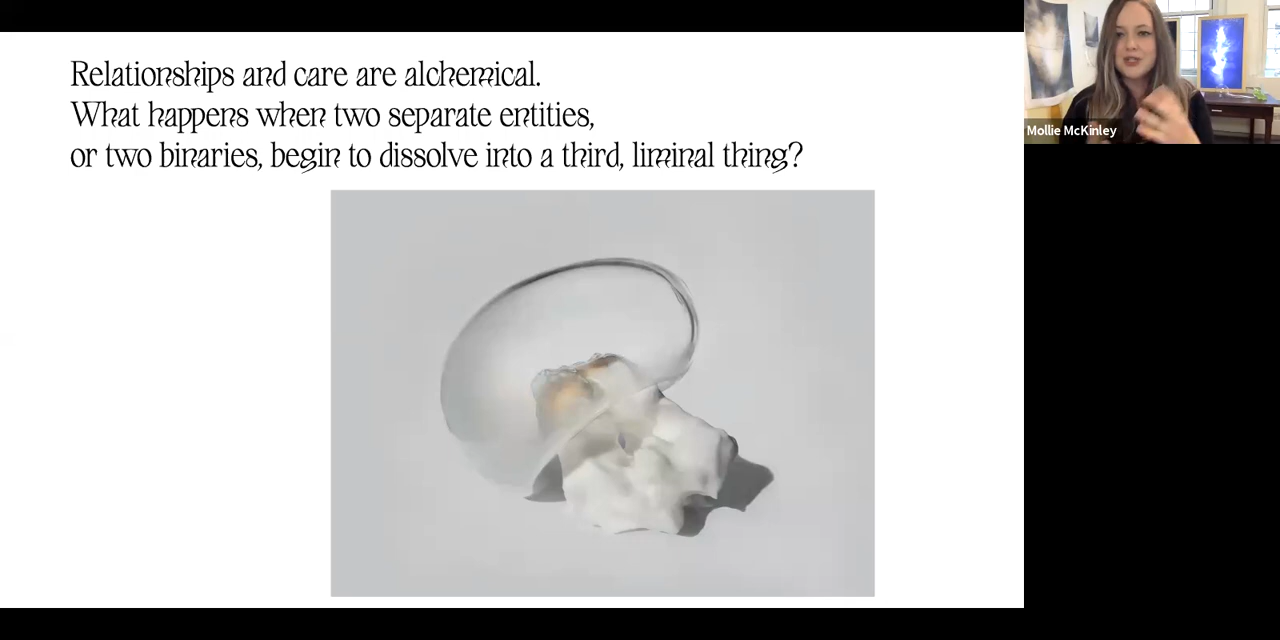 Relationships and care are alchemical.
What happens when two separate entities,
or two binaries, begin to dissolve into a third, liminal thing?
Mollie McKinley